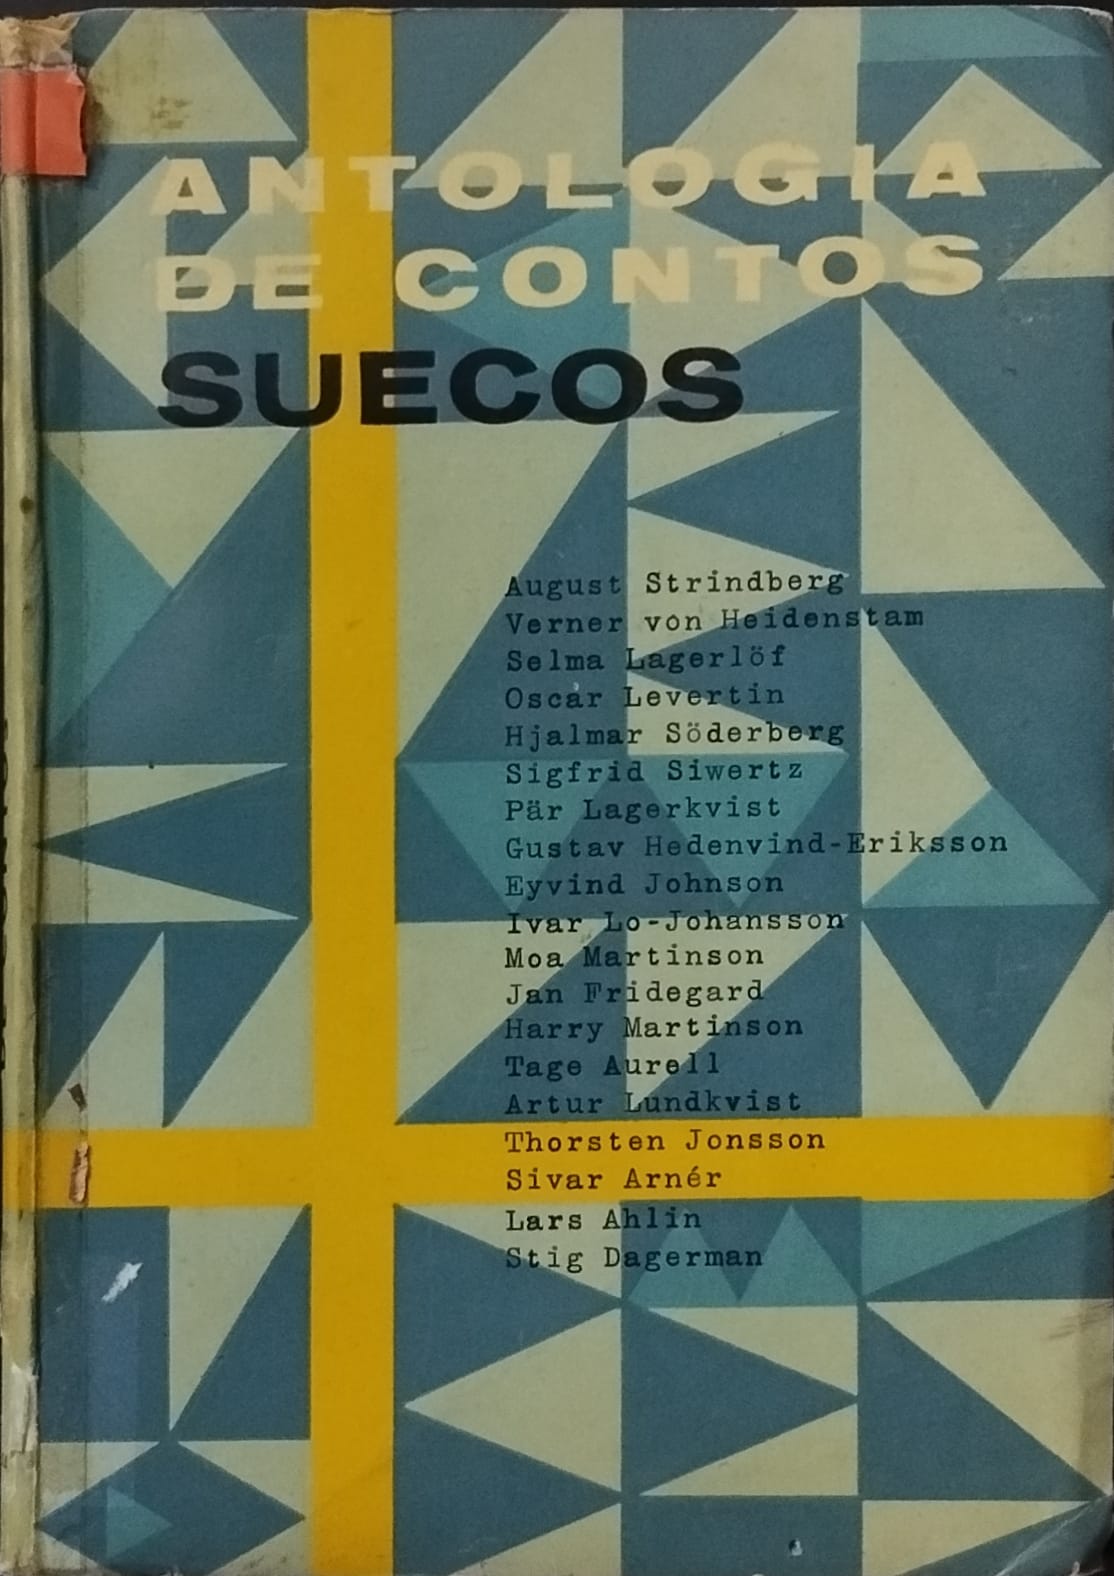 ANTOLOGIA
DE CONTOS
SUECOS
August Strindberg
Verner von Heidenstam
Selma Lagerlöf
Oscar Levertin
Hjalmar Söderberg
Sigfrid Siwertz
Pär Lagerkvist
Gustav Hedenvind-Eriksson
Eyvind Johnson
Ivar Lo-Johansson
Moa Martinson
Jan Fridegard
Harry Martinson
Tage Aurell
Artur Lundkvist
Thorsten Jonsson
Sivar Arnér
Lars Ahlin
Stig Dagerman